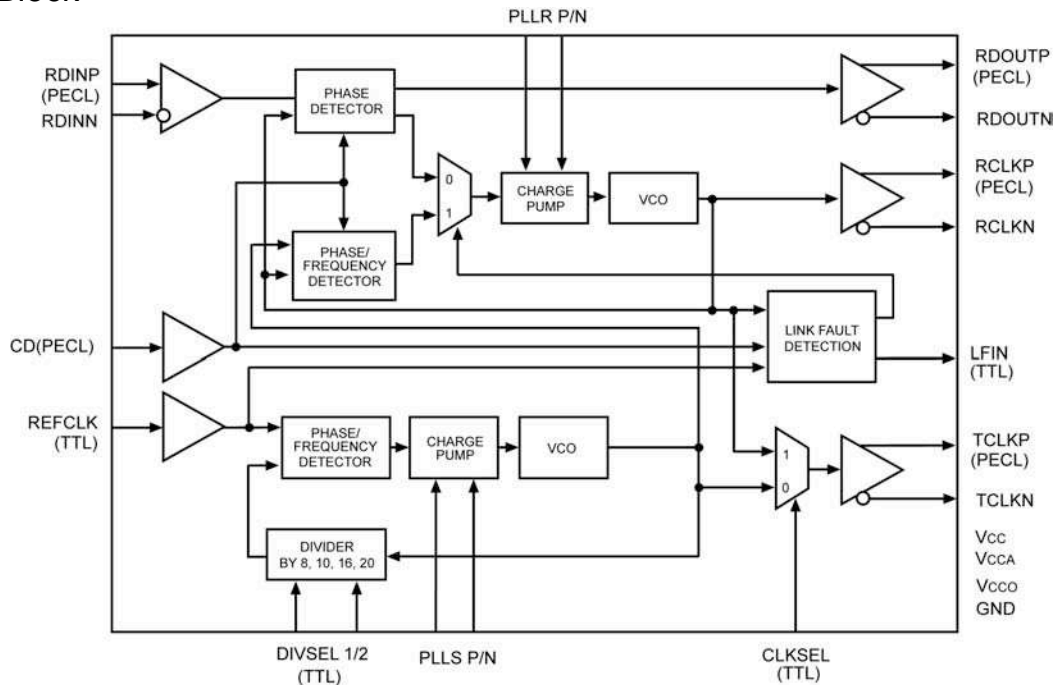 PLLR P/N
RDINP
(PECL)
RDINN
PHASE
DETECTOR
RDOUTP
(PECL)
RDOUTN
0
1
CHARGE
PUMP
VCO
RCLKP
(PECL)
RCLKN
PHASE/
FREQUENCY
DETECTOR
CD(PECL)
LINK FAULT
DETECTION
LFIN
(TTL)
REFCLK
(TTL)
PHASE/
FREQUENCY
DETECTOR
CHARGE
PUMP
VCO
1
0
TCLKP
(PECL)
TCLKN
DIVIDER
BY 8, 10, 16, 20
VCC
VCCA
VCCO
GND
DIVSEL 1/2
(TTL)
PLLS P/N
CLKSEL
(TTL)